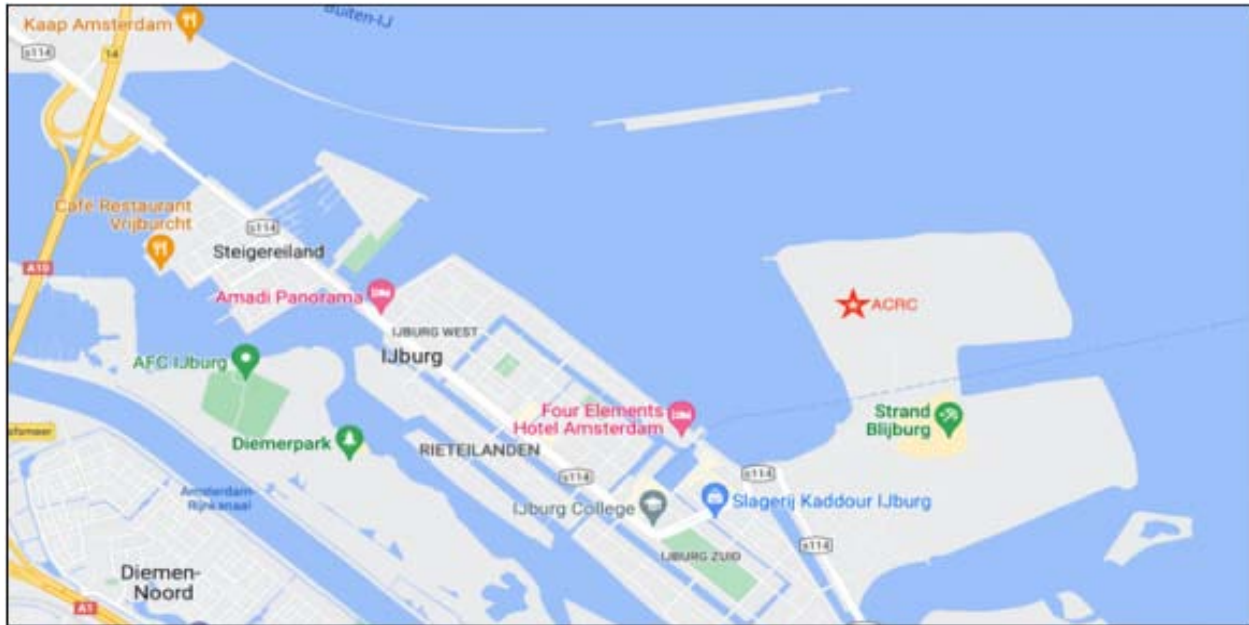 Kaap Amsterdam
Buiten-IJ
s114
14
Café Restaurant
Vrijburcht
s114
Steigereiland
A10
Amadi Panorama
ACRC
IJBURG WEST
IJburg
AFC IJburg
Four Elements
Hotel Amsterdam
Strand
Blijburg
Diemerpark
RIETEILANDEN
s114
s114
Amsterdam-
Rijnkanaal
IJburg College
Slagerij Kaddour IJburg
s114
IJBURG ZUID
Diemen-
Noord
A1